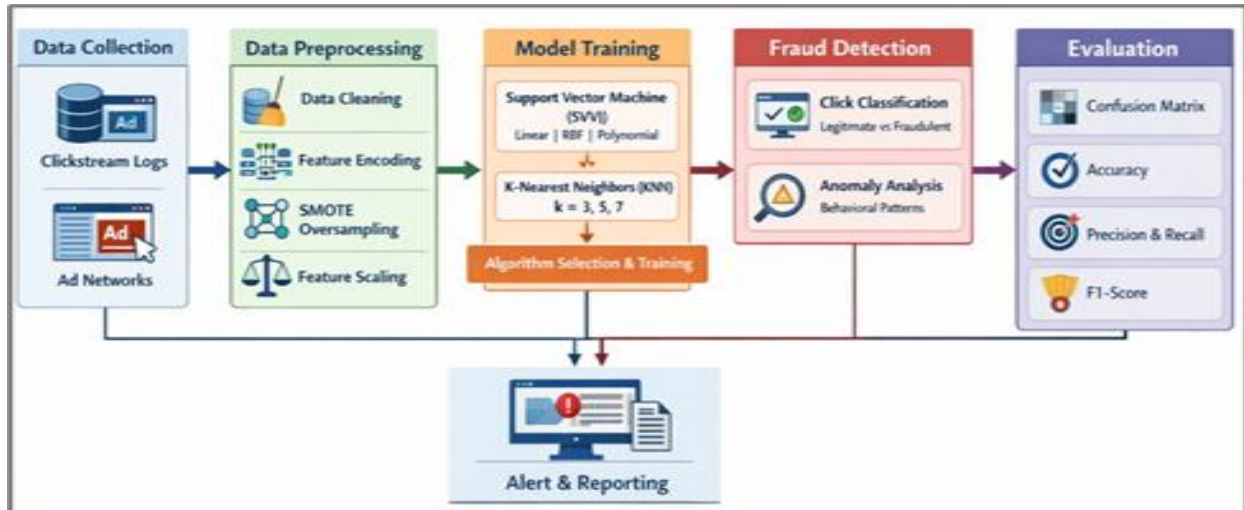 Data Collection
Ad
Clickstream Logs
Ad
Ad Networks
Data Preprocessing
Data Cleaning
Feature Encoding
SMOTE
Oversampling
Feature Scaling
Model Training
Support Vector Machine
(SVVI))
Linear | RBF | Polynomial
K-Nearest Neighbors (KNN)
k = 3, 5, 7
Algorithm Selection & Training
Fraud Detection
Click Classification
Legitimate vs Fraudulent
Anomaly Analysis
Behavioral Patterns
Evaluation
Confusion Matrix
Accuracy
Precision & Recall
F1-Score
Alert & Reporting